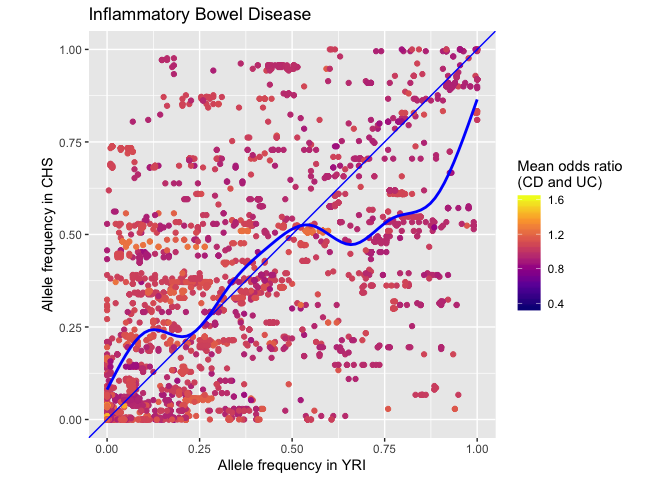 Inflammatory Bowel Disease
1.00
0.75
0.50
0.25
0.00
Allele frequency in CHS
0.00 0.25 0.50 0.75 1.00
Allele frequency in YRI
Mean odds ratio
(CD and UC)
1.6
1.2
0.8
0.4